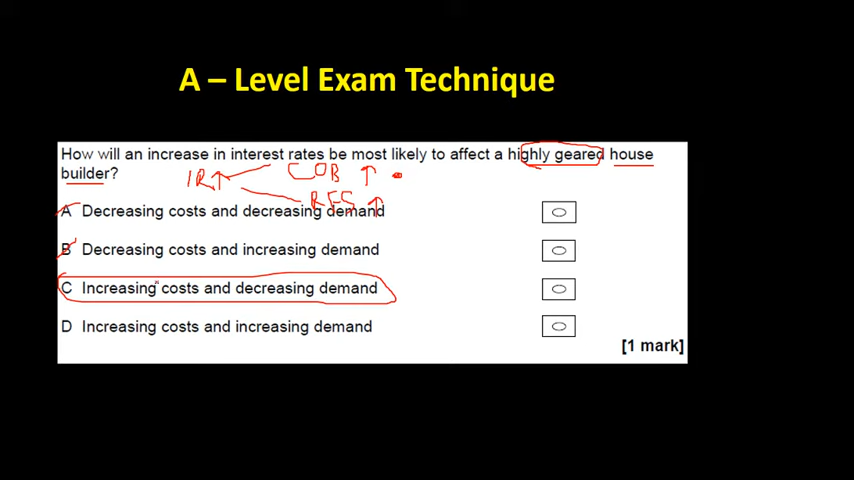 A – Level Exam Technique
How will an increase in interest rates be most likely to affect a highly geared house
builder?
IR↑ COB ↑
RFS ↑
A Decreasing costs and decreasing demand
B Decreasing costs and increasing demand
C Increasing costs and decreasing demand
D Increasing costs and increasing demand
[1 mark]